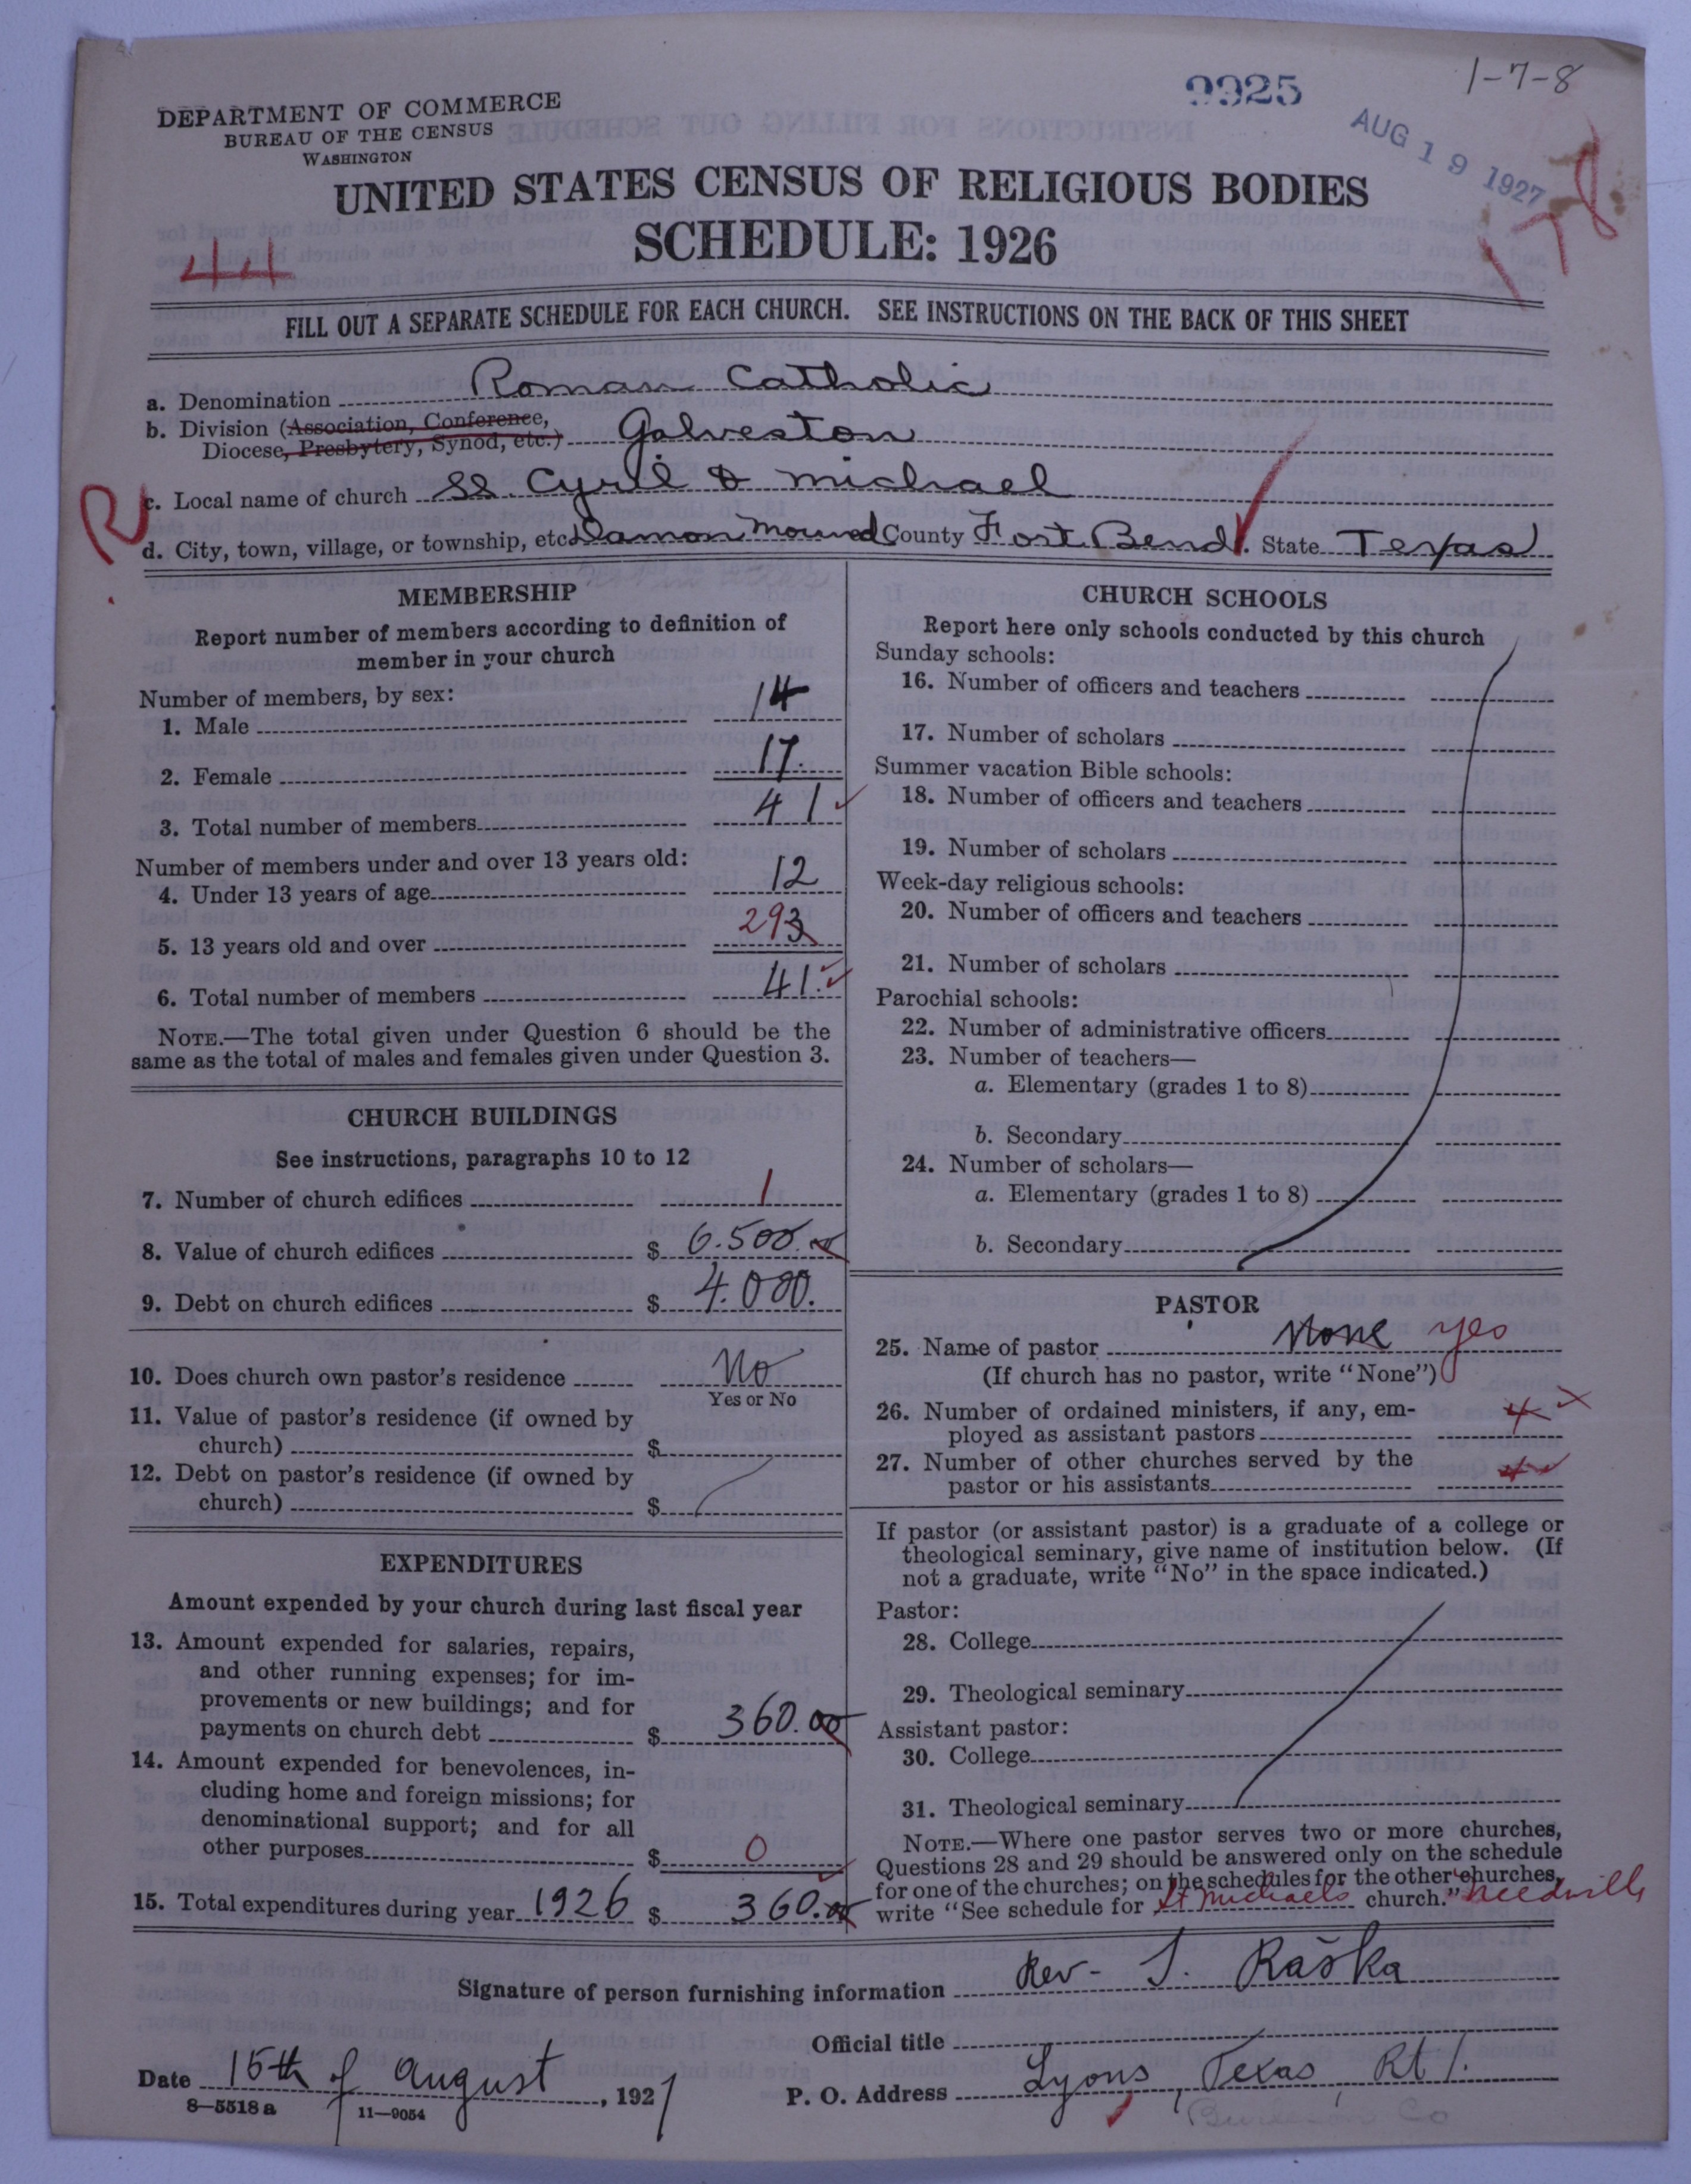 1-7-8
9925
AUG 19 1927
178
DEPARTMENT OF COMMERCE
BUREAU OF THE CENSUS
WASHINGTON
UNITED STATES CENSUS OF RELIGIOUS BODIES
SCHEDULE: 1926
44
FILL OUT A SEPARATE SCHEDULE FOR EACH CHURCH. SEE INSTRUCTIONS ON THE BACK OF THIS SHEET
a. Denomination Roman Catholic
b. Division (Association, Conference,
Diocese, Presbytery, Synod, etc.) Galveston
R
c. Local name of church SS. Cyril & Michael
d. City, town, village, or township, etc. Damon Mound County Fort Bend. State Texas
MEMBERSHIP
Report number of members according to definition of
member in your church
Number of members, by sex:
1. Male 14
2. Female 17.
3. Total number of members 41
Number of members under and over 13 years old:
4. Under 13 years of age 12
5. 13 years old and over 293
6. Total number of members 41.
NOTE.—The total given under Question 6 should be the
same as the total of males and females given under Question 3.
CHURCH BUILDINGS
See instructions, paragraphs 10 to 12
7. Number of church edifices 1
8. Value of church edifices $ 6.500.00
9. Debt on church edifices $ 4.000.
10. Does church own pastor's residence No
Yes or No
11. Value of pastor's residence (if owned by
church) $
12. Debt on pastor's residence (if owned by
church) $
EXPENDITURES
Amount expended by your church during last fiscal year
13. Amount expended for salaries, repairs,
and other running expenses; for im-
provements or new buildings; and for
payments on church debt $ 360.00
14. Amount expended for benevolences, in-
cluding home and foreign missions; for
denominational support; and for all
other purposes $ 0
15. Total expenditures during year 1926 $ 360.00
CHURCH SCHOOLS
Report here only schools conducted by this church
Sunday schools:
16. Number of officers and teachers
17. Number of scholars
Summer vacation Bible schools:
18. Number of officers and teachers
19. Number of scholars
Week-day religious schools:
20. Number of officers and teachers
21. Number of scholars
Parochial schools:
22. Number of administrative officers
23. Number of teachers—
a. Elementary (grades 1 to 8)
b. Secondary
24. Number of scholars—
a. Elementary (grades 1 to 8)
b. Secondary
PASTOR
25. Name of pastor None yes
(If church has no pastor, write "None")
26. Number of ordained ministers, if any, em-
ployed as assistant pastors x
27. Number of other churches served by the
pastor or his assistants
If pastor (or assistant pastor) is a graduate of a college or
theological seminary, give name of institution below. (If
not a graduate, write "No" in the space indicated.)
Pastor:
28. College
29. Theological seminary
Assistant pastor:
30. College
31. Theological seminary
NOTE.—Where one pastor serves two or more churches,
Questions 28 and 29 should be answered only on the schedule
for one of the churches; on the schedules for the other churches,
write "See schedule for St Michaels church." Needville
Signature of person furnishing information Rev. J. Raška
Official title
Date 15th of August, 1927
P. O. Address Lyons, Texas, Rt 1.
8—5518 a
11—9054